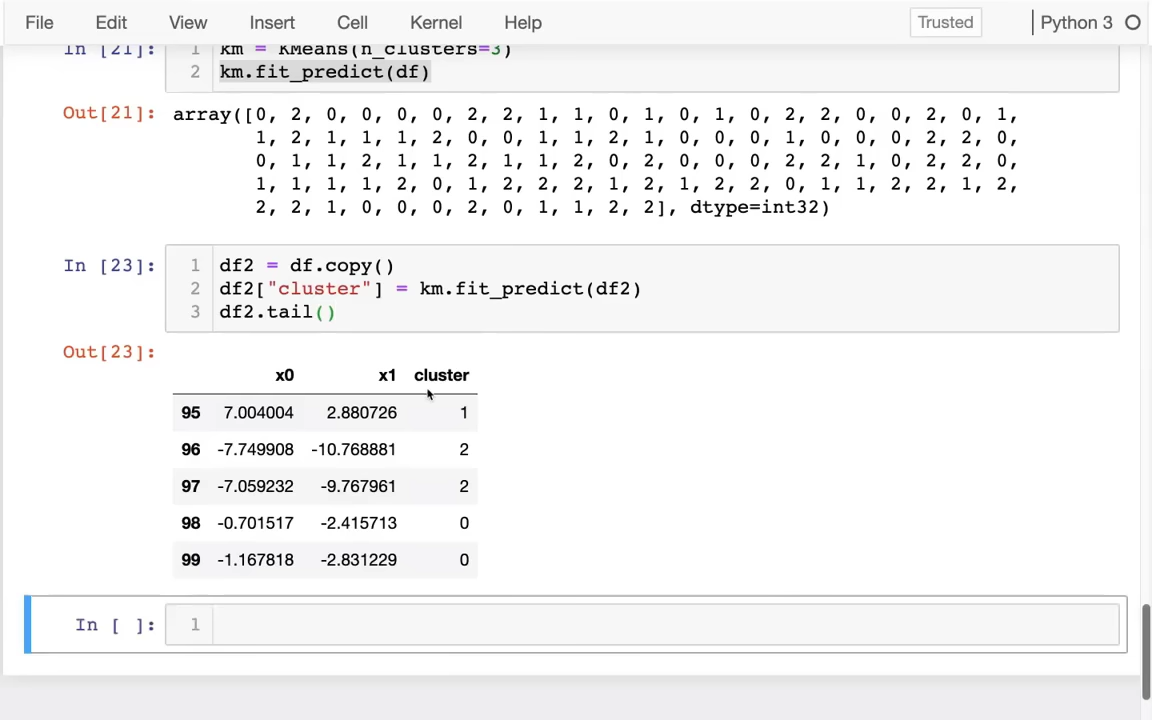 File Edit View Insert Cell Kernel Help Trusted Python 3
In [21]: 1 km = KMeans(n_clusters=3)
2 km.fit_predict(df)
Out[21]: array([0, 2, 0, 0, 0, 0, 2, 2, 1, 1, 0, 1, 0, 1, 0, 2, 2, 0, 0, 2, 0, 1,
1, 2, 1, 1, 1, 2, 0, 0, 1, 1, 2, 1, 0, 0, 0, 1, 0, 0, 0, 2, 2, 0,
0, 1, 1, 2, 1, 1, 2, 1, 1, 2, 0, 2, 0, 0, 0, 2, 2, 1, 0, 2, 2, 0,
1, 1, 1, 1, 2, 0, 1, 2, 2, 2, 1, 2, 1, 2, 2, 0, 1, 1, 2, 2, 1, 2,
2, 2, 1, 0, 0, 0, 2, 0, 1, 1, 2, 2], dtype=int32)
In [23]: 1 df2 = df.copy()
2 df2["cluster"] = km.fit_predict(df2)
3 df2.tail()
Out[23]:
x0 x1 cluster
95 7.004004 2.880726 1
96 -7.749908 -10.768881 2
97 -7.059232 -9.767961 2
98 -0.701517 -2.415713 0
99 -1.167818 -2.831229 0
In [ ]: 1